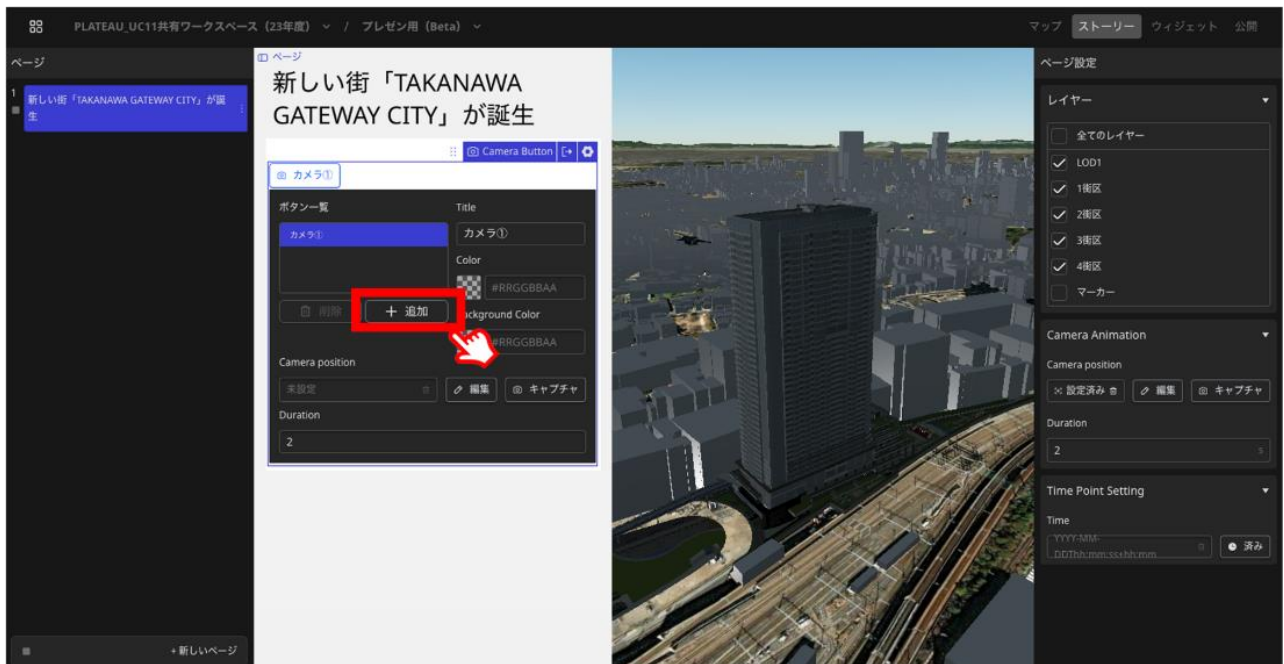 PLATEAU_UC11共有ワークスペース（23年度） / プレゼン用（Beta）
マップ ストーリー ウィジェット 公開
ページ
1
新しい街「TAKANAWA GATEWAY CITY」が誕
生
+ 新しいページ
ページ
新しい街「TAKANAWA
GATEWAY CITY」が誕生
Camera Button
カメラ①
ボタン一覧
カメラ①
削除
+ 追加
Title
カメラ①
Color
#RRGGBBAA
ackground Color
#RRGGBBAA
Camera position
未設定
編集
キャプチャ
Duration
2
ページ設定
レイヤー
全てのレイヤー
LOD1
1街区
2街区
3街区
4街区
マーカー
Camera Animation
Camera position
設定済み
編集
キャプチャ
Duration
2 s
Time Point Setting
Time
YYYY-MM-
DDThh:mm:ss±hh:mm
済み